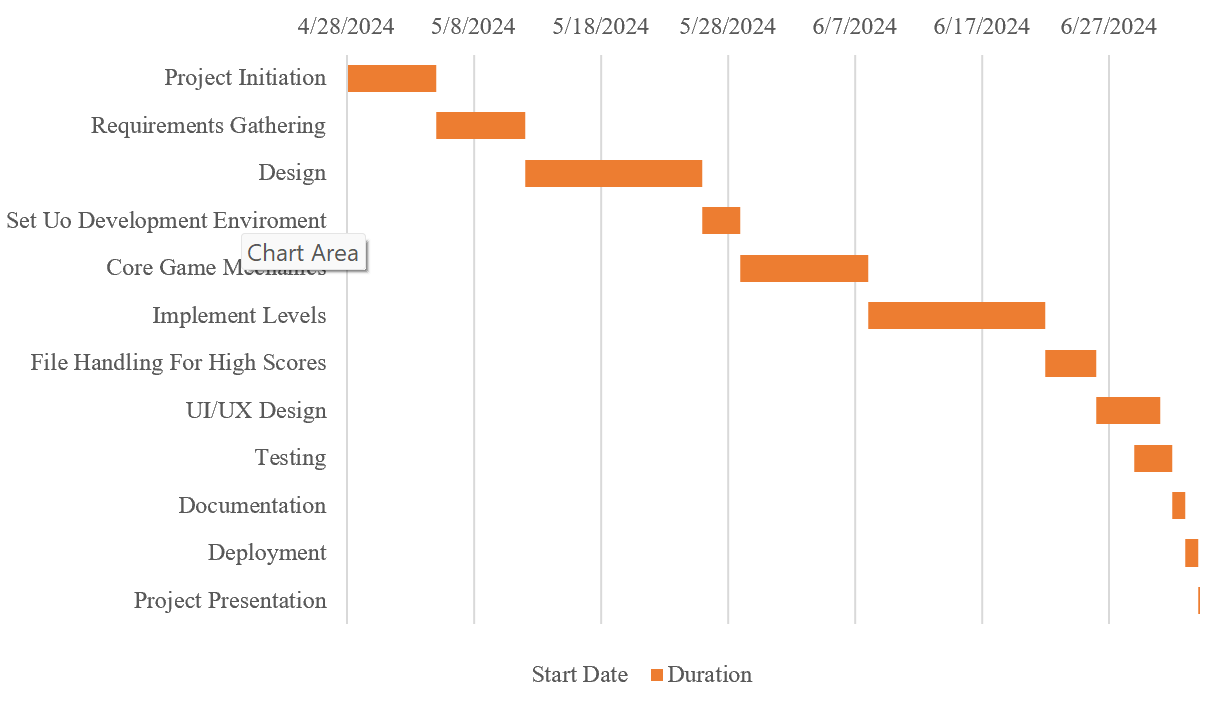 4/28/2024 5/8/2024 5/18/2024 5/28/2024 6/7/2024 6/17/2024 6/27/2024
Project Initiation
Requirements Gathering
Design
Set Uo Development Enviroment
Chart Area
Core Game Mechanics
Implement Levels
File Handling For High Scores
UI/UX Design
Testing
Documentation
Deployment
Project Presentation
Start Date Duration